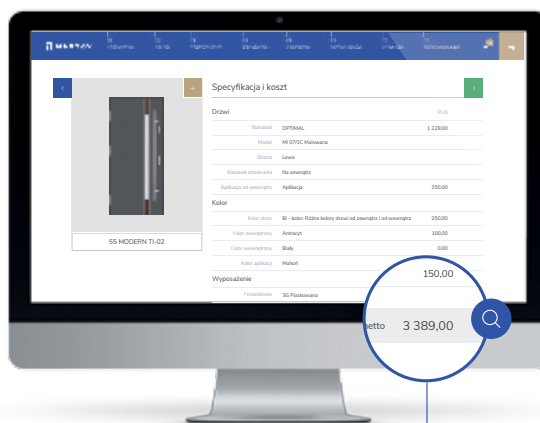 Specyfikacja i koszt
Drzwi PLN
Standard OPTIMAL 1 229,00
Model MI 07/1C Malowana
Strona Lewa
Kierunek otwierania Na zewnątrz
Aplikacja od wewnątrz Aplikacja 350,00
Kolor
Kolor stron BI - kolor. Różne kolory drzwi od zewnątrz i od wewnątrz 350,00
Color zewnętrzny Antracyt 100,00
Color wewnętrzny Biały 0,00
Kolor aplikacji Mahoń
55 MODERN TI-02
150,00
Wyposażenie
Przeszklenie 3G Piaskowana
netto 3 389,00